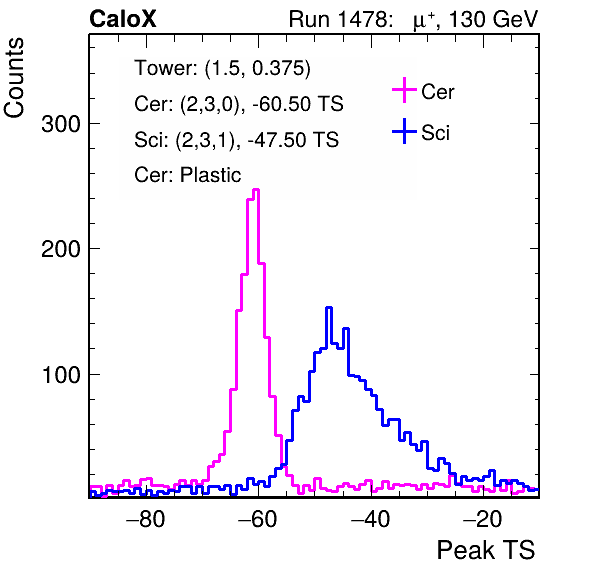 CaloX Run 1478: μ⁺, 130 GeV
Counts
Tower: (1.5, 0.375)
Cer: (2,3,0), -60.50 TS
Sci: (2,3,1), -47.50 TS
Cer: Plastic
Cer
Sci
300
200
100
−80 −60 −40 −20
Peak TS